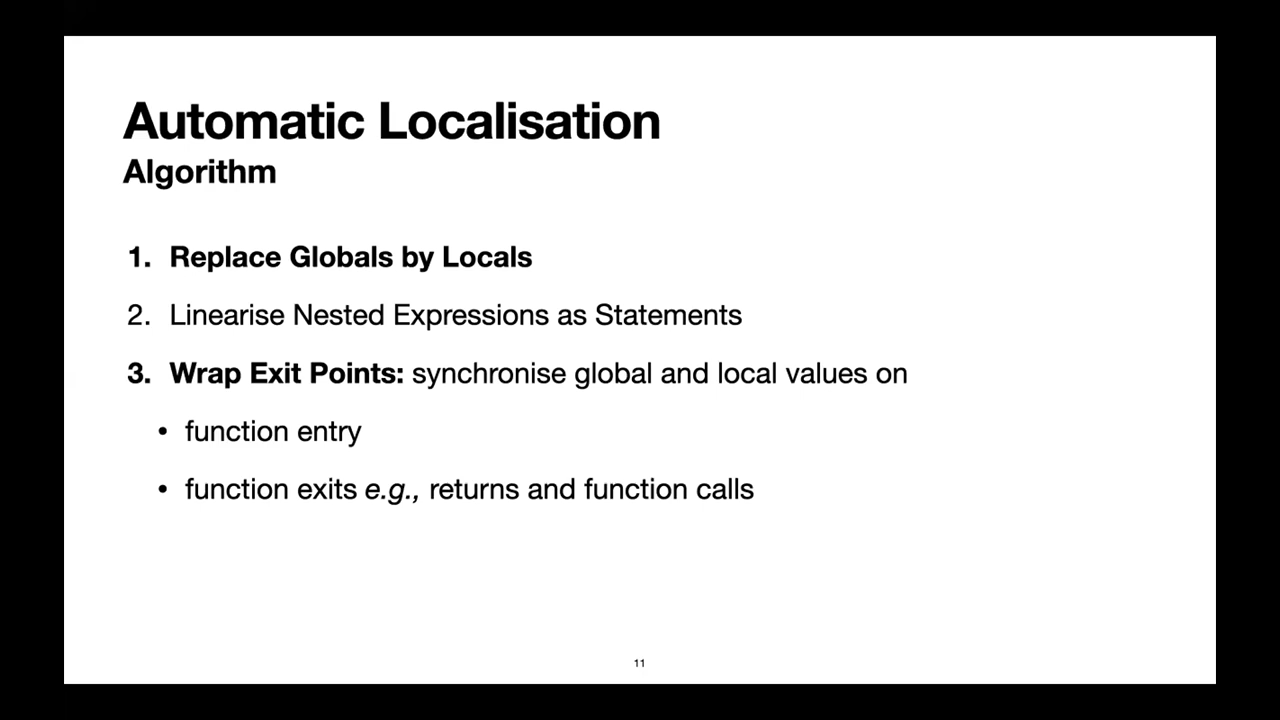 Automatic Localisation
Algorithm
1. Replace Globals by Locals
2. Linearise Nested Expressions as Statements
3. Wrap Exit Points: synchronise global and local values on
• function entry
• function exits e.g., returns and function calls
11